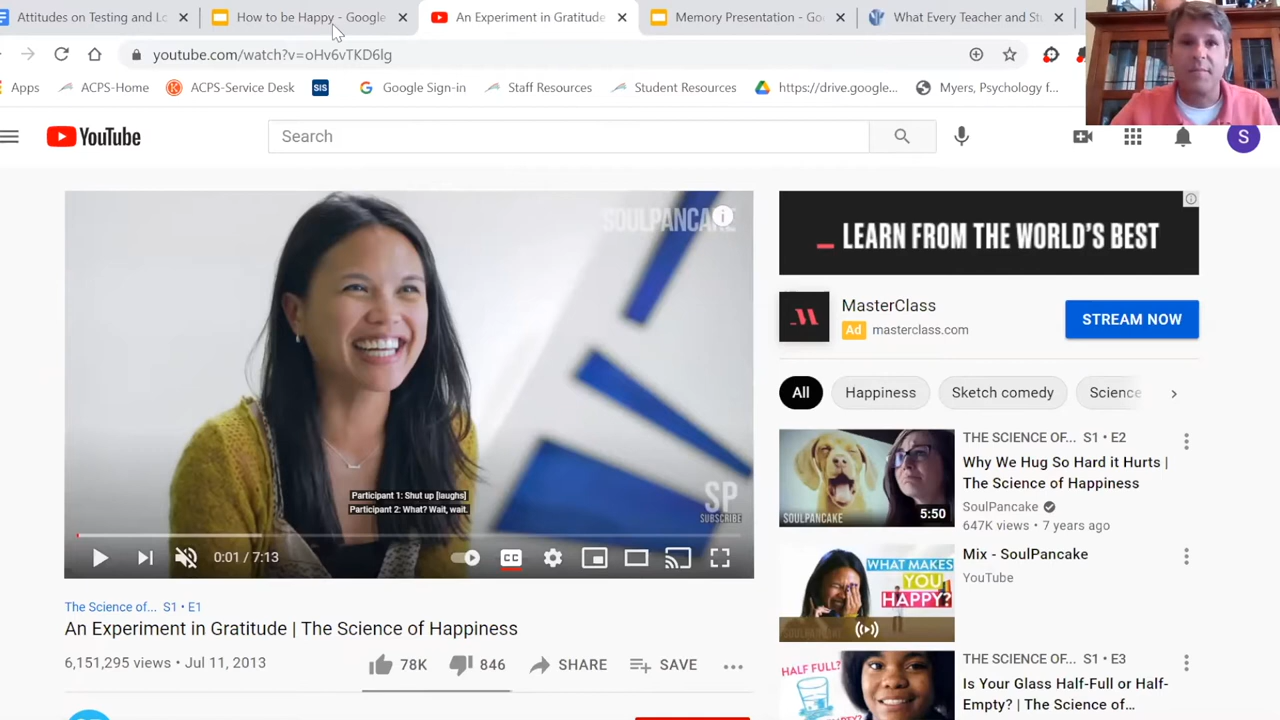 Attitudes on Testing and Lo
How to be Happy - Google
An Experiment in Gratitude
Memory Presentation - Go
What Every Teacher and Stu
youtube.com/watch?v=oHv6vTKD6lg
Apps
ACPS-Home
ACPS-Service Desk
SIS
Google Sign-in
Staff Resources
Student Resources
https://drive.google...
Myers, Psychology f...
YouTube
Search
S
SOULPANCAKE
LEARN FROM THE WORLD'S BEST
MasterClass
Ad masterclass.com
STREAM NOW
All
Happiness
Sketch comedy
Science
Participant 1: Shut up [laughs]
Participant 2: What? Wait, wait.
SP
SUBSCRIBE
0:01 / 7:13
CC
THE SCIENCE OF... S1 • E2
Why We Hug So Hard it Hurts |
The Science of Happiness
SoulPancake
647K views • 7 years ago
SOULPANCAKE
5:50
Mix - SoulPancake
YouTube
WHAT MAKES
YOU
HAPPY?
The Science of... S1 • E1
An Experiment in Gratitude | The Science of Happiness
6,151,295 views • Jul 11, 2013
78K
846
SHARE
SAVE
THE SCIENCE OF... S1 • E3
Is Your Glass Half-Full or Half-
Empty? | The Science of...
HALF FULL?